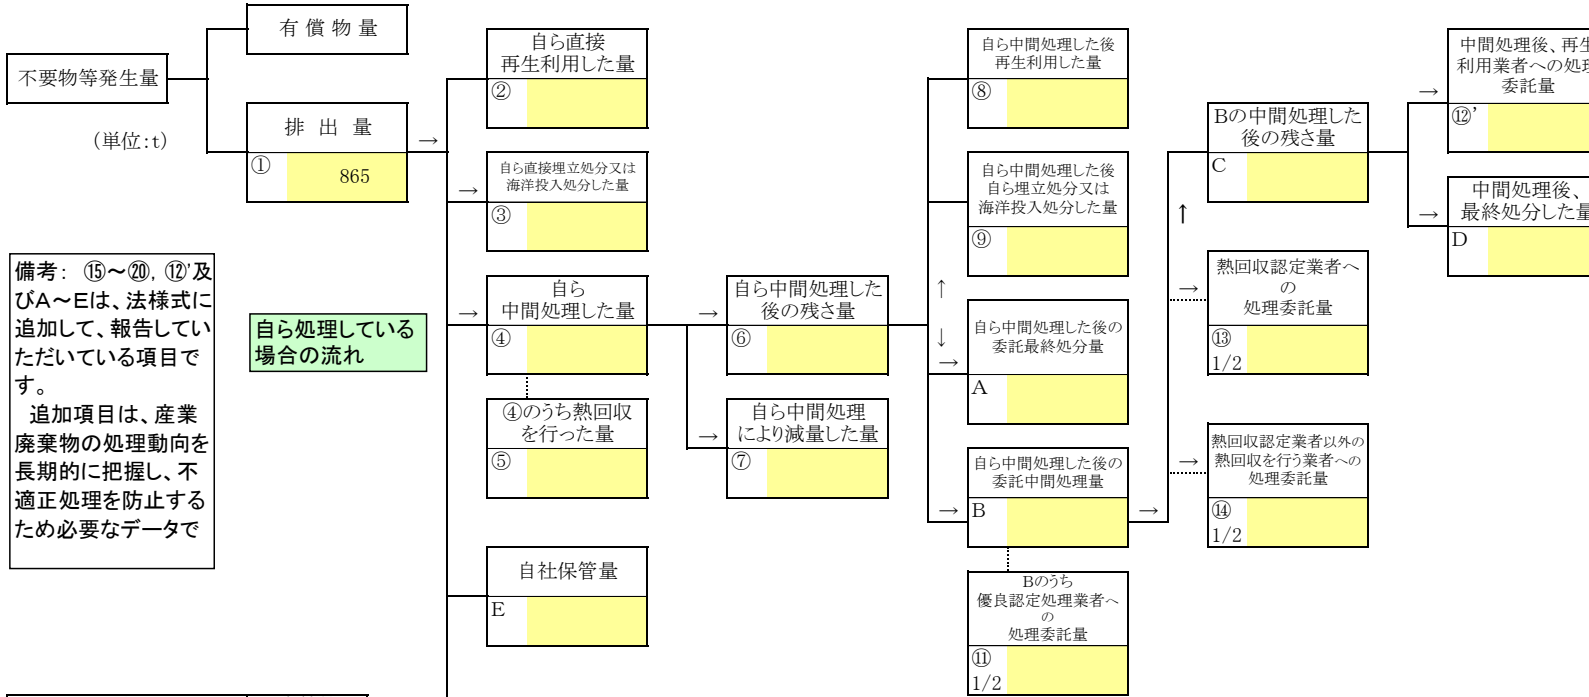 不要物等発生量
(単位:t)
有 償 物 量
排 出 量
①
865
→
備考： ⑮～⑳, ⑫'及
びA～Eは、法様式に
追加して、報告してい
ただいている項目で
す。
追加項目は、産業
廃棄物の処理動向を
長期的に把握し、不
適正処理を防止する
ため必要なデータで
自ら処理している
場合の流れ
自ら直接
再生利用した量
②
→
自ら直接埋立処分又は
海洋投入処分した量
③
→
自ら
中間処理した量
④
④のうち熱回収
を行った量
⑤
自社保管量
E
→
自ら中間処理した
後の残さ量
⑥
→
自ら中間処理
により減量した量
⑦
自ら中間処理した後
再生利用した量
⑧
自ら中間処理した後
自ら埋立処分又は
海洋投入処分した量
⑨
↑
↓
→
自ら中間処理した後の
委託最終処分量
A
→
自ら中間処理した後の
委託中間処理量
B
→
Bのうち
優良認定処理業者へ
の
処理委託量
⑪
1/2
↑
Bの中間処理した
後の残さ量
C
→
熱回収認定業者へ
の
処理委託量
⑬
1/2
→
熱回収認定業者以外の
熱回収を行う業者への
処理委託量
⑭
1/2
→
中間処理後、再生
利用業者への処理
委託量
⑫'
→
中間処理後、
最終処分した量
D